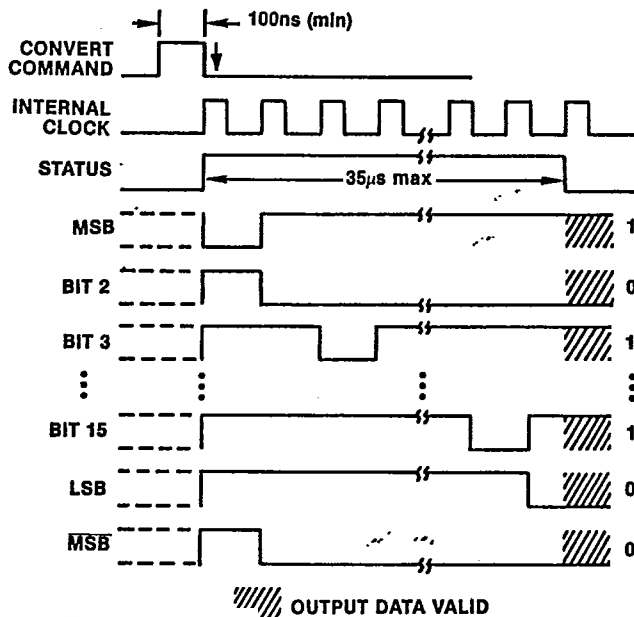 100ns (min)
CONVERT
COMMAND
INTERNAL
CLOCK
STATUS
35µs max
MSB 1
BIT 2 0
BIT 3 1
BIT 15 1
LSB 0
M̅S̅B̅ 0
OUTPUT DATA VALID